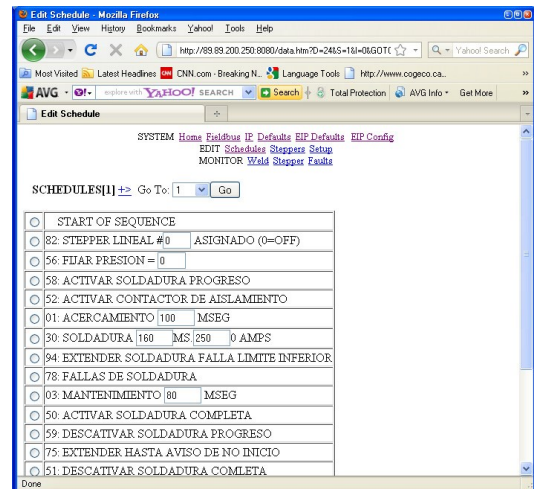 Edit Schedule - Mozilla Firefox
File Edit View History Bookmarks Yahoo! Tools Help
http://89.89.200.250:8080/data.htm?D=24&S=1&I=0&GOTO Yahoo! Search
Most Visited Latest Headlines CNN.com - Breaking N... Language Tools http://www.cogeco.ca...
AVG explore with YAHOO! SEARCH Search Total Protection AVG Info Get More
Edit Schedule
SYSTEM Home Fieldbus IP Defaults EIP Defaults EIP Config
EDIT Schedules Steppers Setup
MONITOR Weld Stepper Faults
SCHEDULES[1] +> Go To: 1 Go
START OF SEQUENCE
82: STEPPER LINEAL #0 ASIGNADO (0=OFF)
56: FIJAR PRESION = 0
58: ACTIVAR SOLDADURA PROGRESO
52: ACTIVAR CONTACTOR DE AISLAMIENTO
01: ACERCAMIENTO 100 MSEG
30: SOLDADURA 160 MS. 250 0 AMPS
94: EXTENDER SOLDADURA FALLA LIMITE INFERIOR
78: FALLAS DE SOLDADURA
03: MANTENIMIENTO 80 MSEG
50: ACTIVAR SOLDADURA COMPLETA
59: DESCATIVAR SOLDADURA PROGRESO
75: EXTENDER HASTA AVISO DE NO INICIO
51: DESCATIVAR SOLDADURA COMLETA
Done